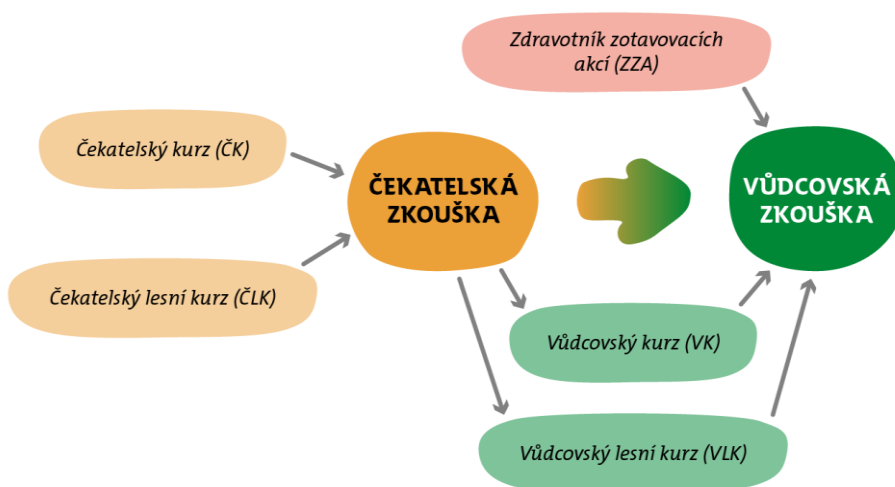 Zdravotník zotavovacích
akcí (ZZA)
Čekatelský kurz (ČK)
ČEKATELSKÁ
ZKOUŠKA
VŮDCOVSKÁ
ZKOUŠKA
Čekatelský lesní kurz (ČLK)
Vůdcovský kurz (VK)
Vůdcovský lesní kurz (VLK)